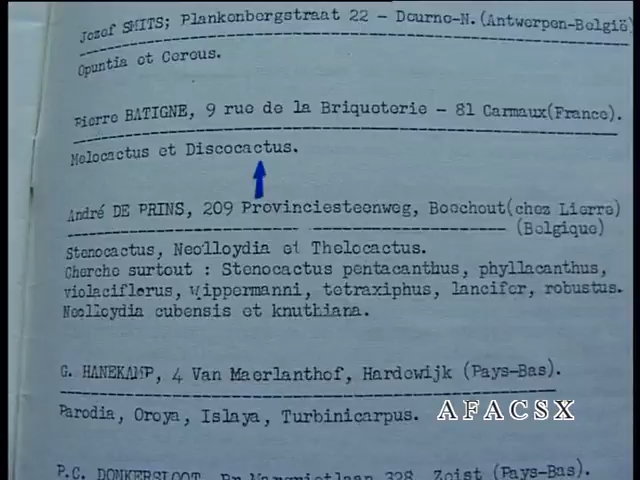 Jozef SMITS; Plankenbergstraat 22 - Deurne-N.(Antwerpen-België)
Opuntia et Cereus.
Pierre BATIGNE, 9 rue de la Briqueterie - 81 Carmaux(France).
Melocactus et Discocactus.
André DE PRINS, 209 Provinciesteenweg, Boechout(chez Lierre)
(Belgique)
Stenocactus, Neolloydia et Thelocactus.
Cherche surtout : Stenocactus pentacanthus, phyllacanthus,
violaciflorus, wippermanni, tetraxiphus, lancifer, robustus.
Neolloydia cubensis et knuthiana.
G. HANEKAMP, 4 Van Maerlanthof, Hardewijk (Pays-Bas).
Parodia, Oroya, Islaya, Turbinicarpus.
AFACSX
P.C. DONKERSLOOT, 328, Zeist (Pays-Bas).